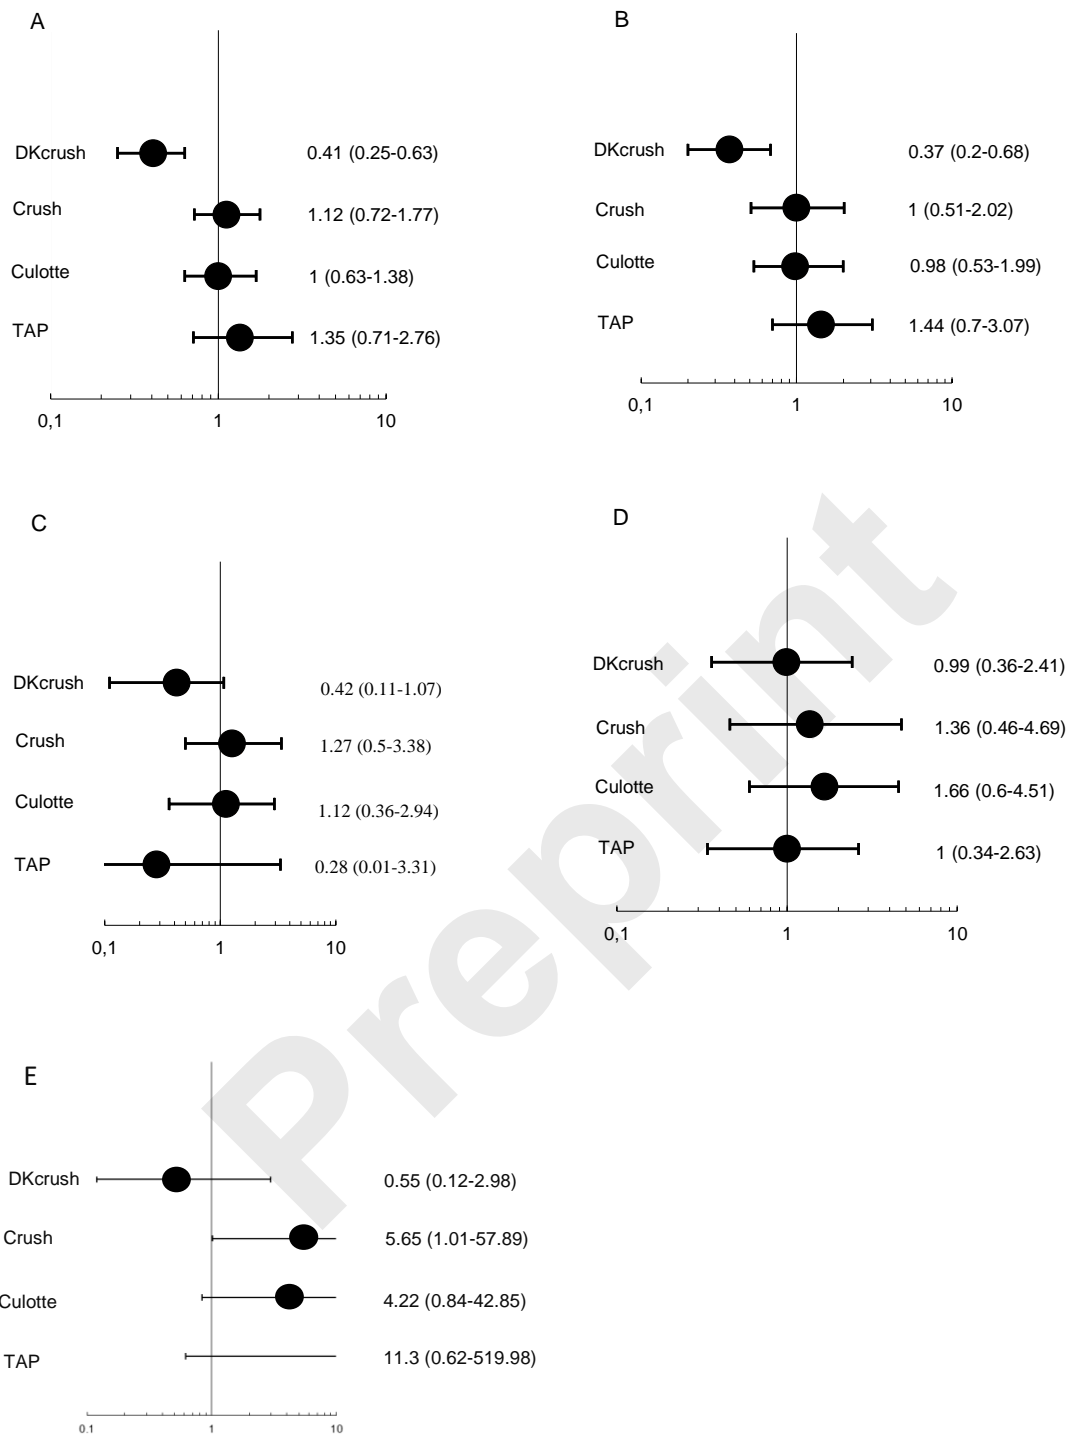 A
DKcrush 0.41 (0.25-0.63)
Crush 1.12 (0.72-1.77)
Culotte 1 (0.63-1.38)
TAP 1.35 (0.71-2.76)
0,1 1 10
B
DKcrush 0.37 (0.2-0.68)
Crush 1 (0.51-2.02)
Culotte 0.98 (0.53-1.99)
TAP 1.44 (0.7-3.07)
0,1 1 10
C
DKcrush 0.42 (0.11-1.07)
Crush 1.27 (0.5-3.38)
Culotte 1.12 (0.36-2.94)
TAP 0.28 (0.01-3.31)
0,1 1 10
D
DKcrush 0.99 (0.36-2.41)
Crush 1.36 (0.46-4.69)
Culotte 1.66 (0.6-4.51)
TAP 1 (0.34-2.63)
0,1 1 10
E
DKcrush 0.55 (0.12-2.98)
Crush 5.65 (1.01-57.89)
Culotte 4.22 (0.84-42.85)
TAP 11.3 (0.62-519.98)
0.1 1 10
Preprint